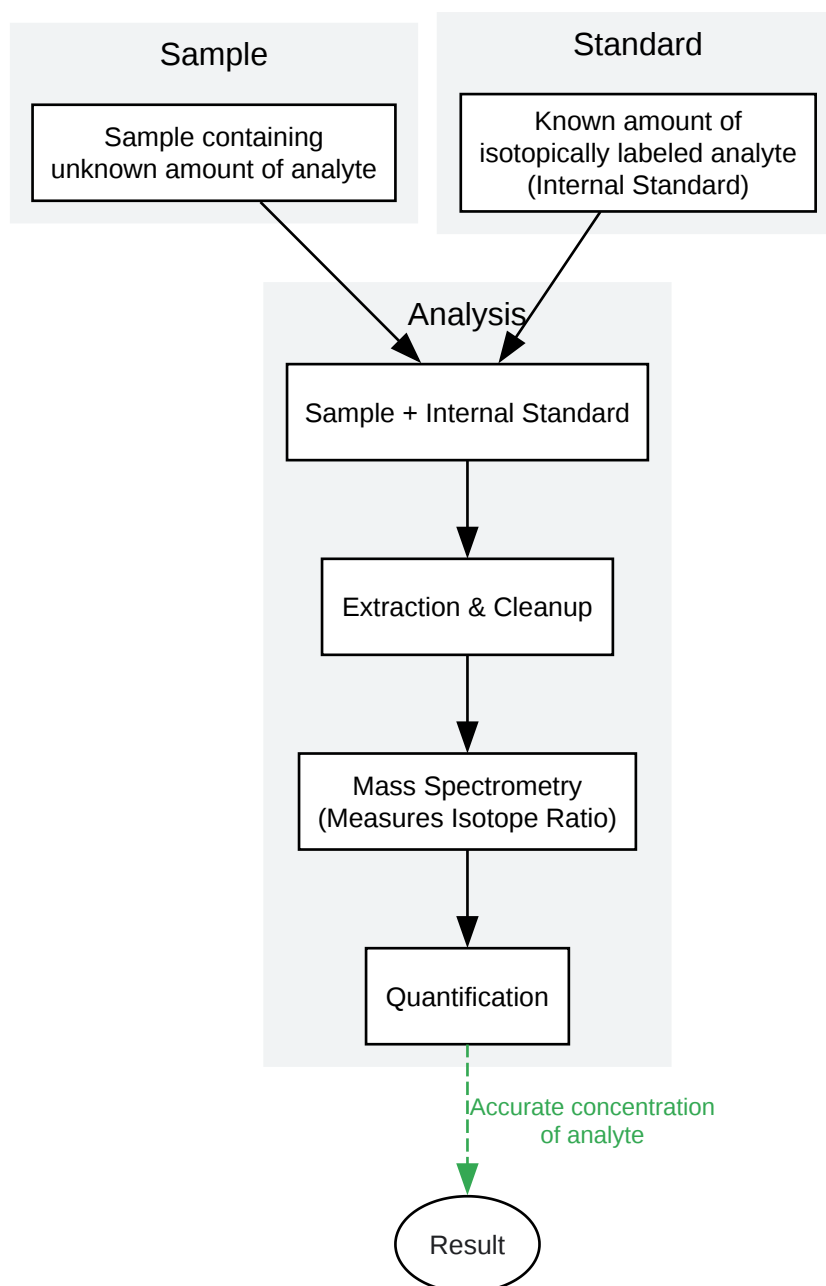 Sample
Standard
Sample containing
unknown amount of analyte
Known amount of
isotopically labeled analyte
(Internal Standard)
Analysis
Sample + Internal Standard
Extraction & Cleanup
Mass Spectrometry
(Measures Isotope Ratio)
Quantification
Accurate concentration
of analyte
Result